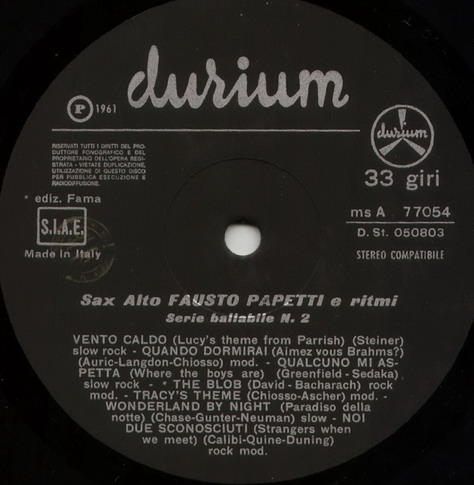 durium
P 1961
RISERVATI TUTTI I DIRITTI DEL PRO-
DUTTORE FONOGRAFICO E DEL
PROPRIETARIO DELL'OPERA REGI-
STRATA - VIETATE DUPLICAZIONE,
UTILIZZAZIONE DI QUESTO DISCO
PER PUBBLICA ESECUZIONE E
RADIODIFFUSIONE.
* ediz. Fama
S.I.A.E.
Made in Italy
durium
33 giri
ms A 77054
D. St. 050803
STEREO COMPATIBILE
Sax Alto FAUSTO PAPETTI e ritmi
Serie ballabile N. 2
VENTO CALDO (Lucy's theme from Parrish) (Steiner)
slow rock - QUANDO DORMIRAI (Aimez vous Brahms?)
(Auric-Langdon-Chiosso) mod. - QUALCUNO MI AS-
PETTA (Where the boys are) (Greenfield - Sedaka)
slow rock - * THE BLOB (David - Bacharach) rock
mod. - TRACY'S THEME (Chiosso-Ascher) mod. -
WONDERLAND BY NIGHT (Paradiso della
notte) (Chase-Gunter-Neuman) slow - NOI
DUE SCONOSCIUTI (Strangers when
we meet) (Calibi-Quine-Duning)
rock mod.